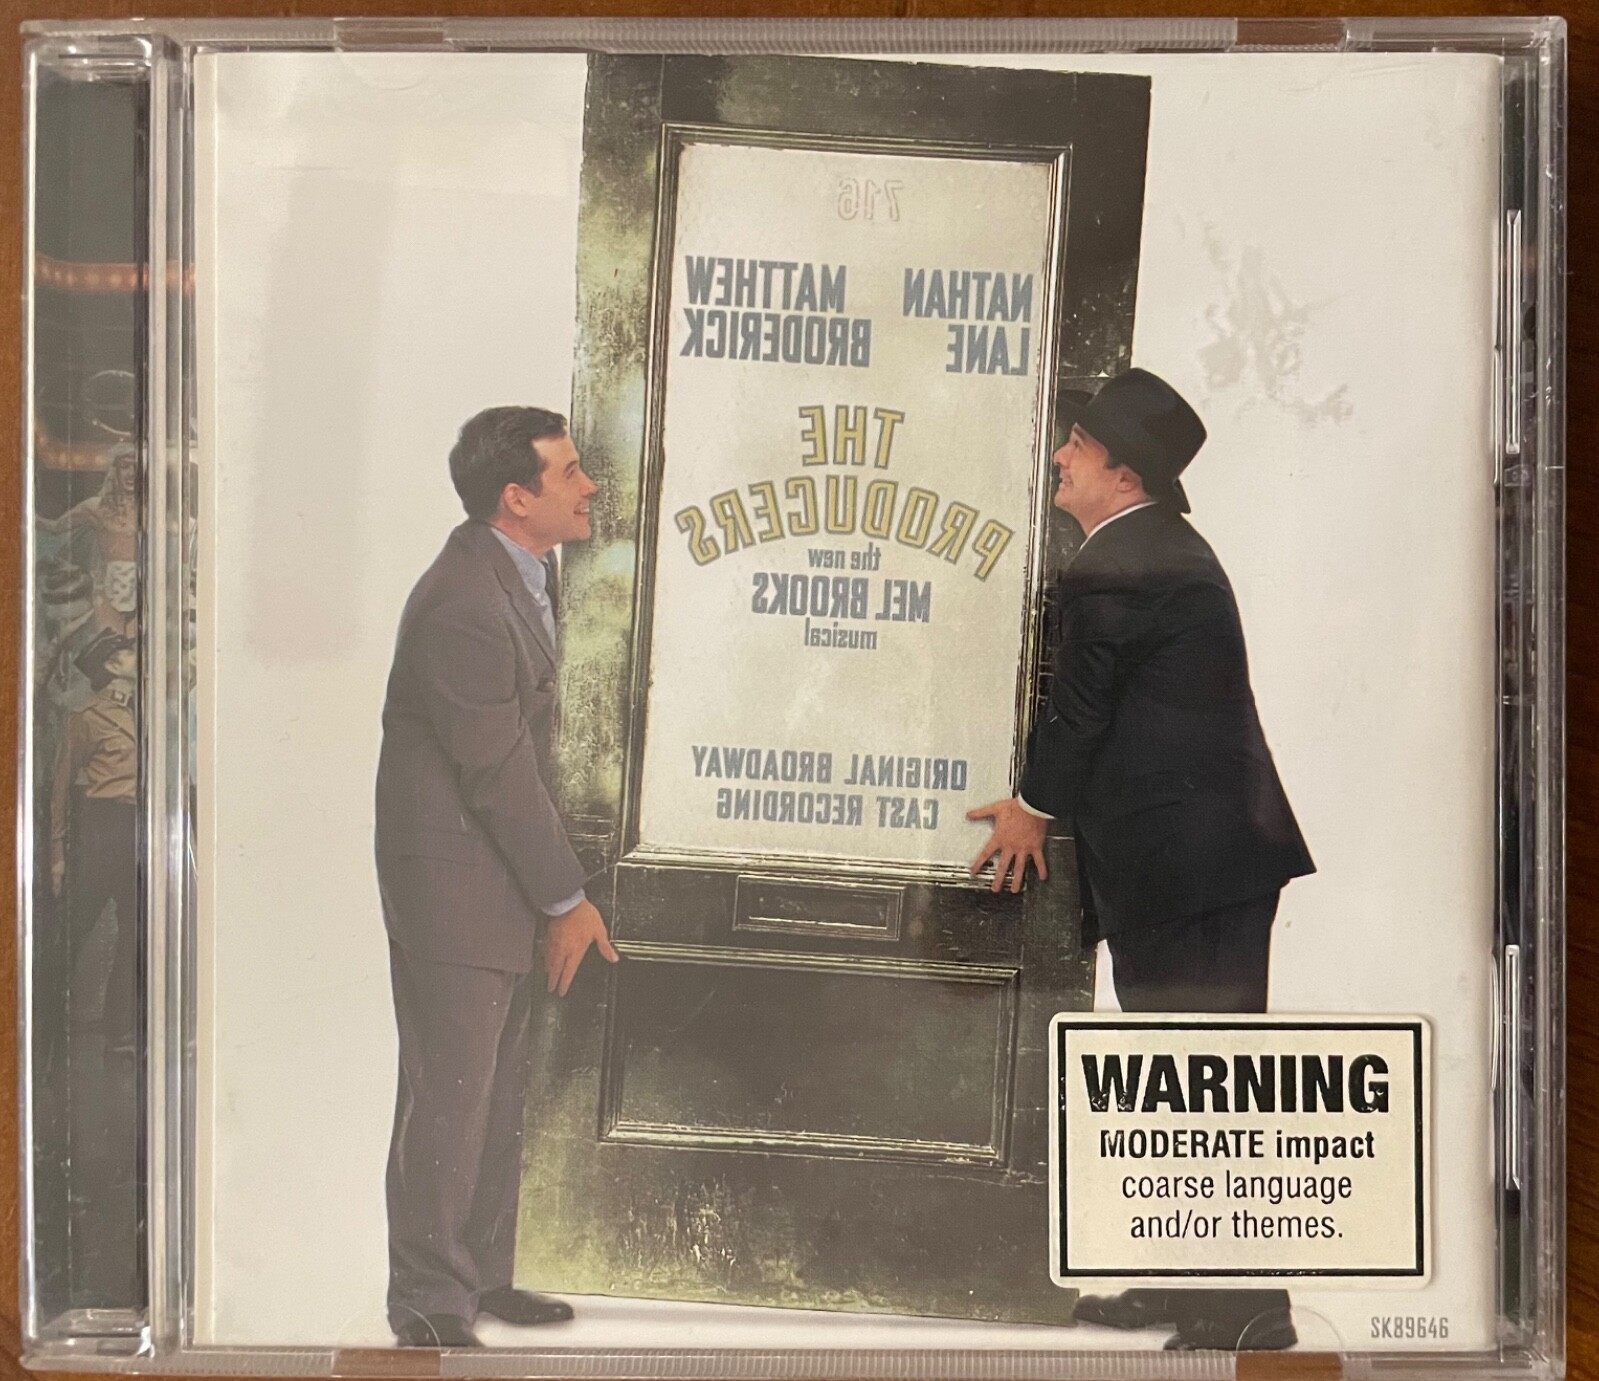 716
NATHAN LANE
MATTHEW BRODERICK
THE
PRODUCERS
the new
MEL BROOKS
musical
ORIGINAL BROADWAY
CAST RECORDING
WARNING
MODERATE impact
coarse language
and/or themes.
SK89646